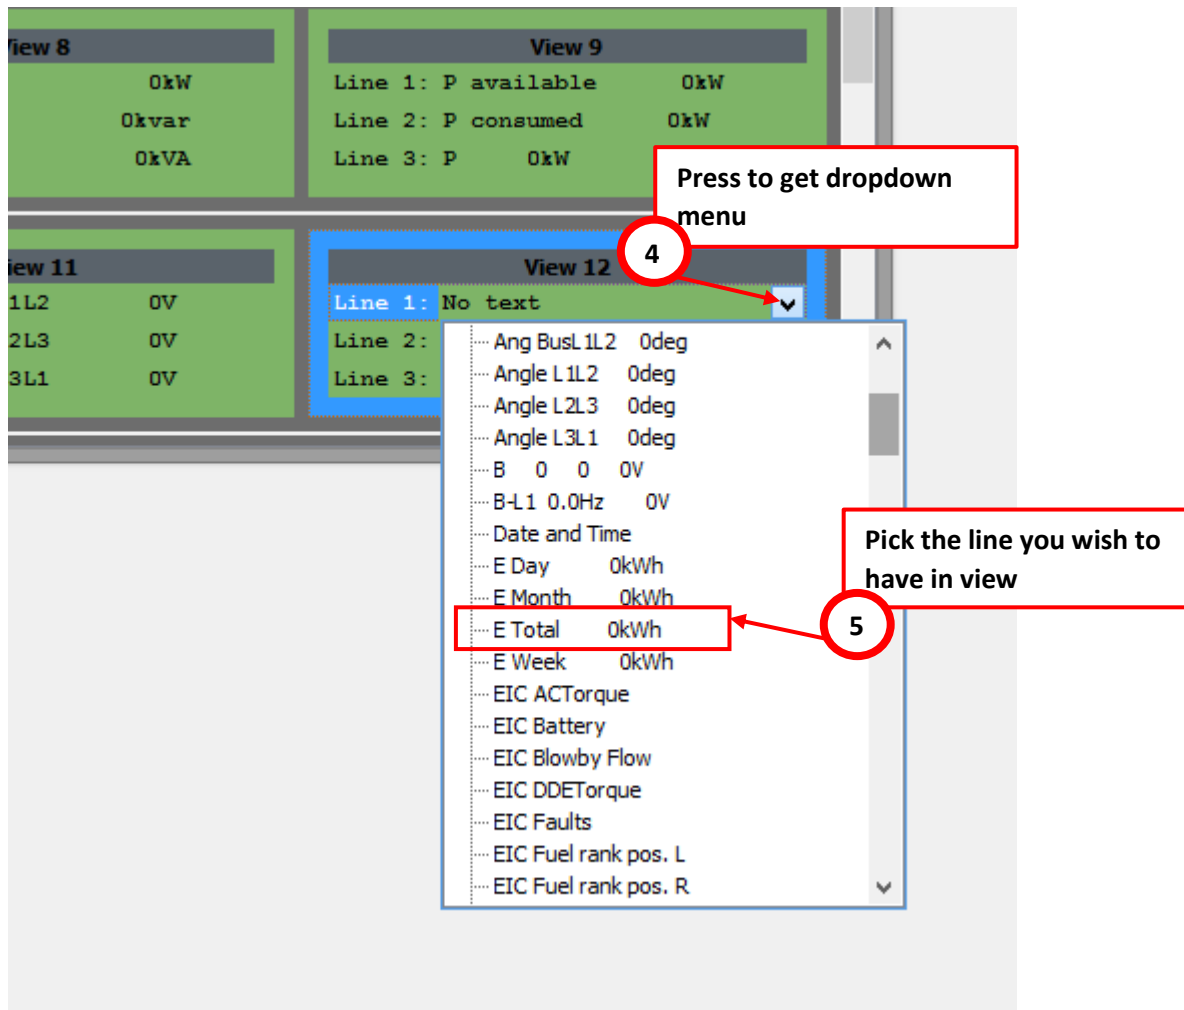 View 8
0kW
0kvar
0kVA
View 9
Line 1: P available 0kW
Line 2: P consumed 0kW
Line 3: P 0kW
Press to get dropdown
menu
4
iew 11
1L2 0V
2L3 0V
3L1 0V
View 12
Line 1: No text
Line 2:
Line 3:
Ang BusL1L2 0deg
Angle L1L2 0deg
Angle L2L3 0deg
Angle L3L1 0deg
B 0 0 0V
B-L1 0.0Hz 0V
Date and Time
E Day 0kWh
E Month 0kWh
E Total 0kWh
E Week 0kWh
EIC ACTorque
EIC Battery
EIC Blowby Flow
EIC DDETorque
EIC Faults
EIC Fuel rank pos. L
EIC Fuel rank pos. R
Pick the line you wish to
have in view
5